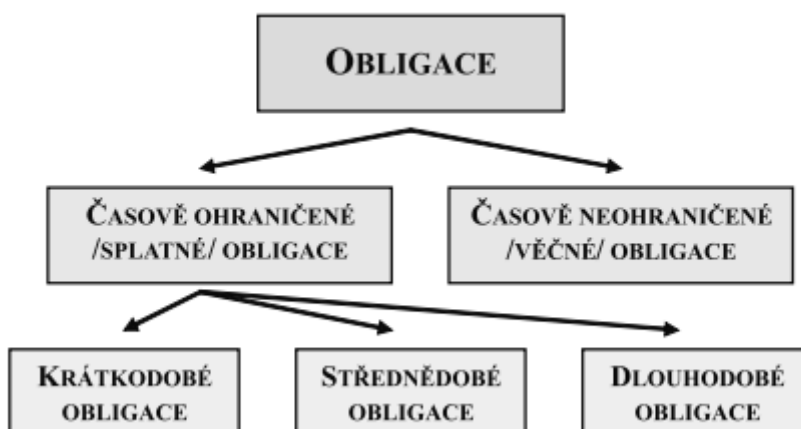 OBLIGACE
ČASOVĚ OHRANIČENÉ
/SPLATNÉ/ OBLIGACE
ČASOVĚ NEOHRANIČENÉ
/VĚČNÉ/ OBLIGACE
KRÁTKODOBÉ
OBLIGACE
STŘEDNĚDOBÉ
OBLIGACE
DLOUHODOBÉ
OBLIGACE